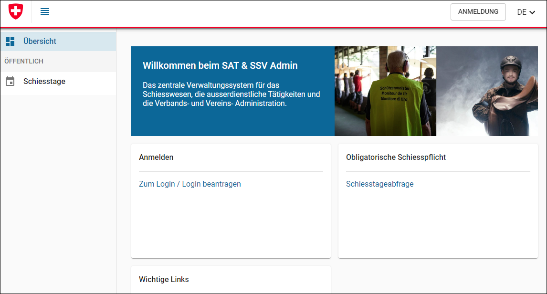 ANMELDUNG
DE
Übersicht
ÖFFENTLICH
Schiesstage
Willkommen beim SAT & SSV Admin
Das zentrale Verwaltungssystem für das
Schiesswesen, die ausserdienstliche Tätigkeiten und
die Verbands- und Vereins- Administration.
Anmelden
Zum Login / Login beantragen
Obligatorische Schiesspflicht
Schiesstageabfrage
Wichtige Links